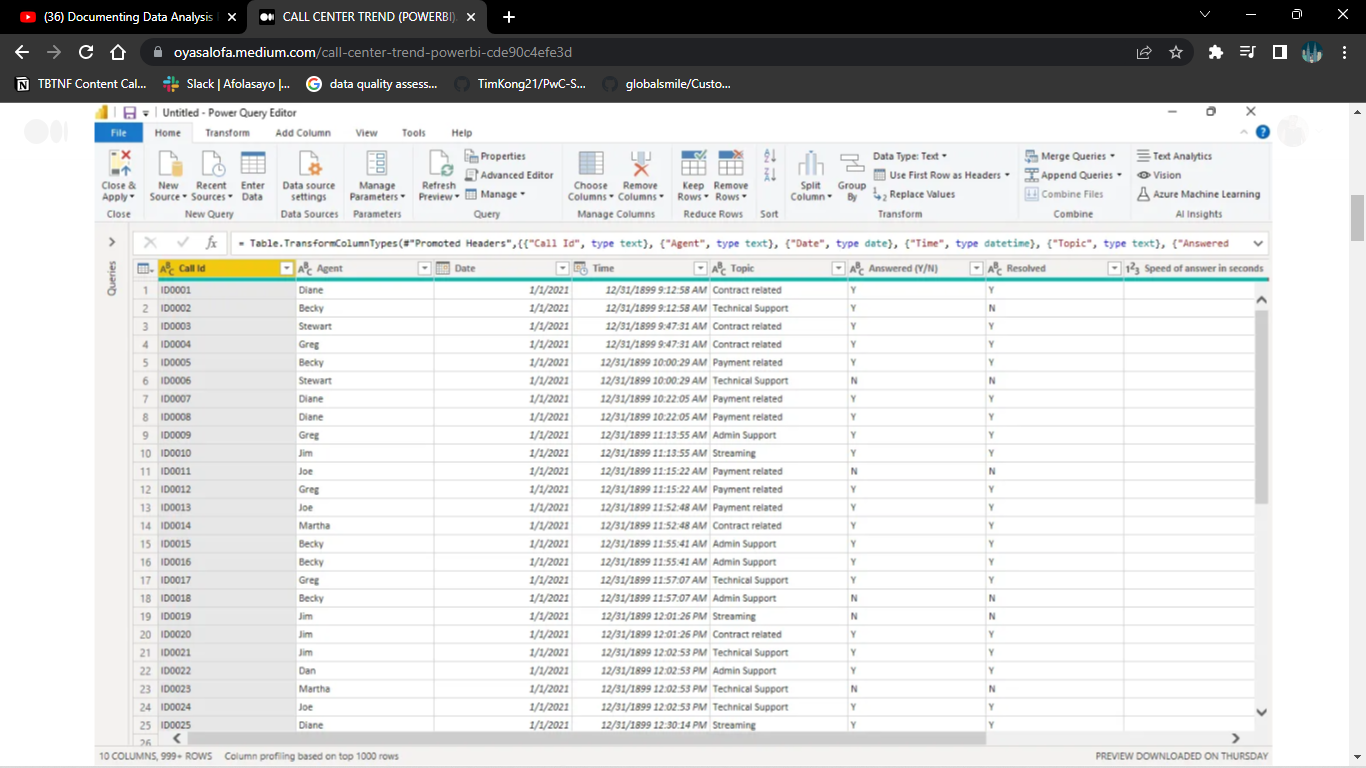 (36) Documenting Data Analysis
CALL CENTER TREND (POWERBI)
oyasalofa.medium.com/call-center-trend-powerbi-cde90c4efe3d
TBTNF Content Cal... Slack | Afolasayo |... data quality assess... TimKong21/PwC-S... globalsmile/Custo...
Untitled - Power Query Editor
File Home Transform Add Column View Tools Help
Close & Apply
New Source
Recent Sources
Enter Data
Data source settings
Manage Parameters
Refresh Preview
Properties
Advanced Editor
Manage
Choose Columns
Remove Columns
Keep Rows
Remove Rows
Split Column
Group By
Data Type: Text
Use First Row as Headers
Replace Values
Merge Queries
Append Queries
Combine Files
Text Analytics
Vision
Azure Machine Learning
Close New Query Data Sources Parameters Query Manage Columns Reduce Rows Sort Transform Combine AI Insights
fx = Table.TransformColumnTypes(#"Promoted Headers",{{"Call Id", type text}, {"Agent", type text}, {"Date", type date}, {"Time", type datetime}, {"Topic", type text}, {"Answered
Queries
Call Id Agent Date Time Topic Answered (Y/N) Resolved Speed of answer in seconds
1 ID0001 Diane 1/1/2021 12/31/1899 9:12:58 AM Contract related Y Y
2 ID0002 Becky 1/1/2021 12/31/1899 9:12:58 AM Technical Support Y N
3 ID0003 Stewart 1/1/2021 12/31/1899 9:47:31 AM Contract related Y Y
4 ID0004 Greg 1/1/2021 12/31/1899 9:47:31 AM Contract related Y Y
5 ID0005 Becky 1/1/2021 12/31/1899 10:00:29 AM Payment related Y Y
6 ID0006 Stewart 1/1/2021 12/31/1899 10:00:29 AM Technical Support N N
7 ID0007 Diane 1/1/2021 12/31/1899 10:22:05 AM Payment related Y Y
8 ID0008 Diane 1/1/2021 12/31/1899 10:22:05 AM Payment related Y Y
9 ID0009 Greg 1/1/2021 12/31/1899 11:13:55 AM Admin Support Y Y
10 ID0010 Jim 1/1/2021 12/31/1899 11:13:55 AM Streaming Y Y
11 ID0011 Joe 1/1/2021 12/31/1899 11:15:22 AM Payment related N N
12 ID0012 Greg 1/1/2021 12/31/1899 11:15:22 AM Payment related Y Y
13 ID0013 Joe 1/1/2021 12/31/1899 11:52:48 AM Payment related Y Y
14 ID0014 Martha 1/1/2021 12/31/1899 11:52:48 AM Contract related Y Y
15 ID0015 Becky 1/1/2021 12/31/1899 11:55:41 AM Admin Support Y Y
16 ID0016 Becky 1/1/2021 12/31/1899 11:55:41 AM Admin Support Y Y
17 ID0017 Greg 1/1/2021 12/31/1899 11:57:07 AM Technical Support Y Y
18 ID0018 Becky 1/1/2021 12/31/1899 11:57:07 AM Admin Support N N
19 ID0019 Jim 1/1/2021 12/31/1899 12:01:26 PM Streaming N N
20 ID0020 Jim 1/1/2021 12/31/1899 12:01:26 PM Contract related Y Y
21 ID0021 Jim 1/1/2021 12/31/1899 12:02:53 PM Technical Support Y Y
22 ID0022 Dan 1/1/2021 12/31/1899 12:02:53 PM Admin Support Y Y
23 ID0023 Martha 1/1/2021 12/31/1899 12:02:53 PM Technical Support N N
24 ID0024 Joe 1/1/2021 12/31/1899 12:02:53 PM Technical Support Y Y
25 ID0025 Diane 1/1/2021 12/31/1899 12:30:14 PM Streaming Y Y
26
10 COLUMNS, 999+ ROWS Column profiling based on top 1000 rows PREVIEW DOWNLOADED ON THURSDAY